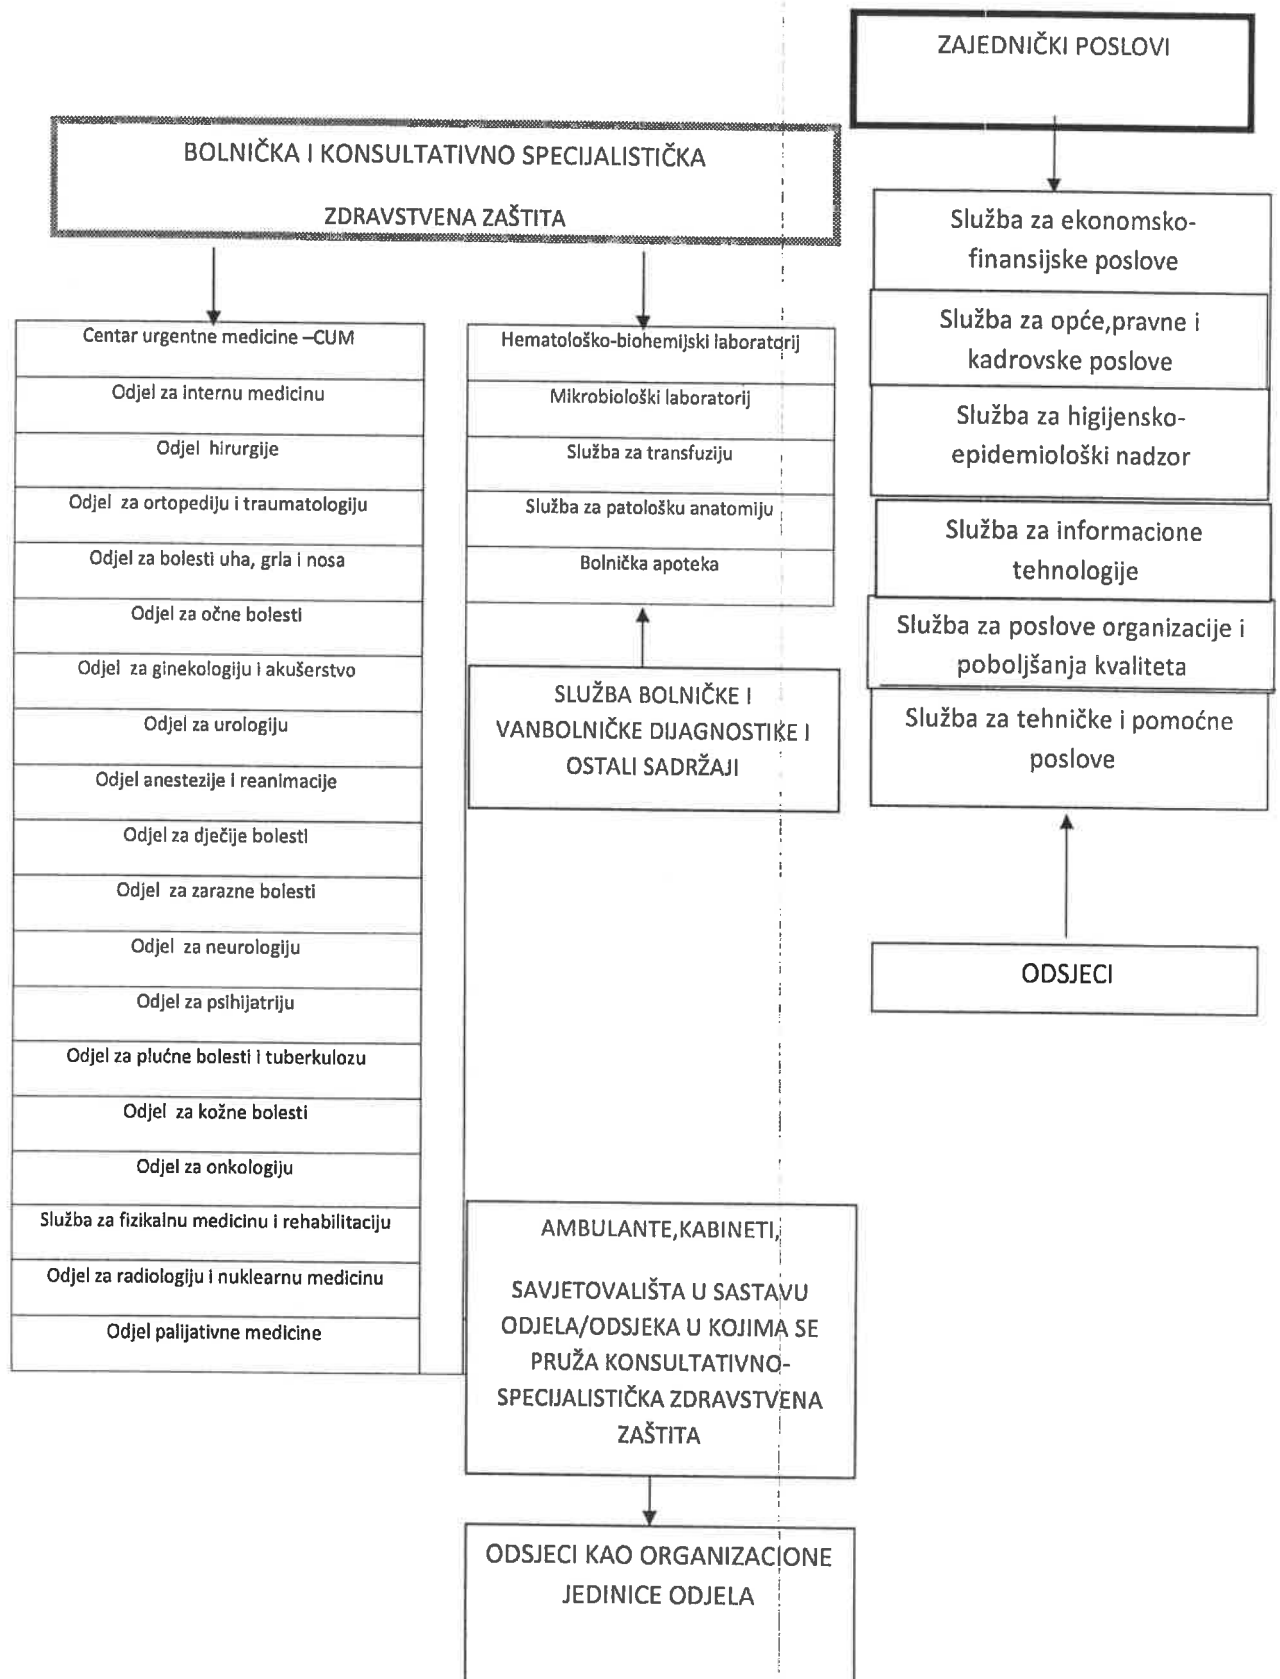 ZAJEDNIČKI POSLOVI
BOLNIČKA I KONSULTATIVNO SPECIJALISTIČKA
ZDRAVSTVENA ZAŠTITA
Centar urgentne medicine –CUM
Odjel za internu medicinu
Odjel hirurgije
Odjel za ortopediju i traumatologiju
Odjel za bolesti uha, grla i nosa
Odjel za očne bolesti
Odjel za ginekologiju i akušerstvo
Odjel za urologiju
Odjel anestezije i reanimacije
Odjel za dječije bolesti
Odjel za zarazne bolesti
Odjel za neurologiju
Odjel za psihijatriju
Odjel za plućne bolesti i tuberkulozu
Odjel za kožne bolesti
Odjel za onkologiju
Služba za fizikalnu medicinu i rehabilitaciju
Odjel za radiologiju i nuklearnu medicinu
Odjel palijativne medicine
Hematološko-biohemijski laboratorij
Mikrobiološki laboratorij
Služba za transfuziju
Služba za patološku anatomiju
Bolnička apoteka
SLUŽBA BOLNIČKE I
VANBOLNIČKE DIJAGNOSTIKE I
OSTALI SADRŽAJI
AMBULANTE,KABINETI,
SAVJETOVALIŠTA U SASTAVU
ODJELA/ODSJEKA U KOJIMA SE
PRUŽA KONSULTATIVNO-
SPECIJALISTIČKA ZDRAVSTVENA
ZAŠTITA
ODSJECI KAO ORGANIZACIONE
JEDINICE ODJELA
Služba za ekonomsko-
finansijske poslove
Služba za opće,pravne i
kadrovske poslove
Služba za higijensko-
epidemiološki nadzor
Služba za informacione
tehnologije
Služba za poslove organizacije i
poboljšanja kvaliteta
Služba za tehničke i pomoćne
poslove
ODSJECI